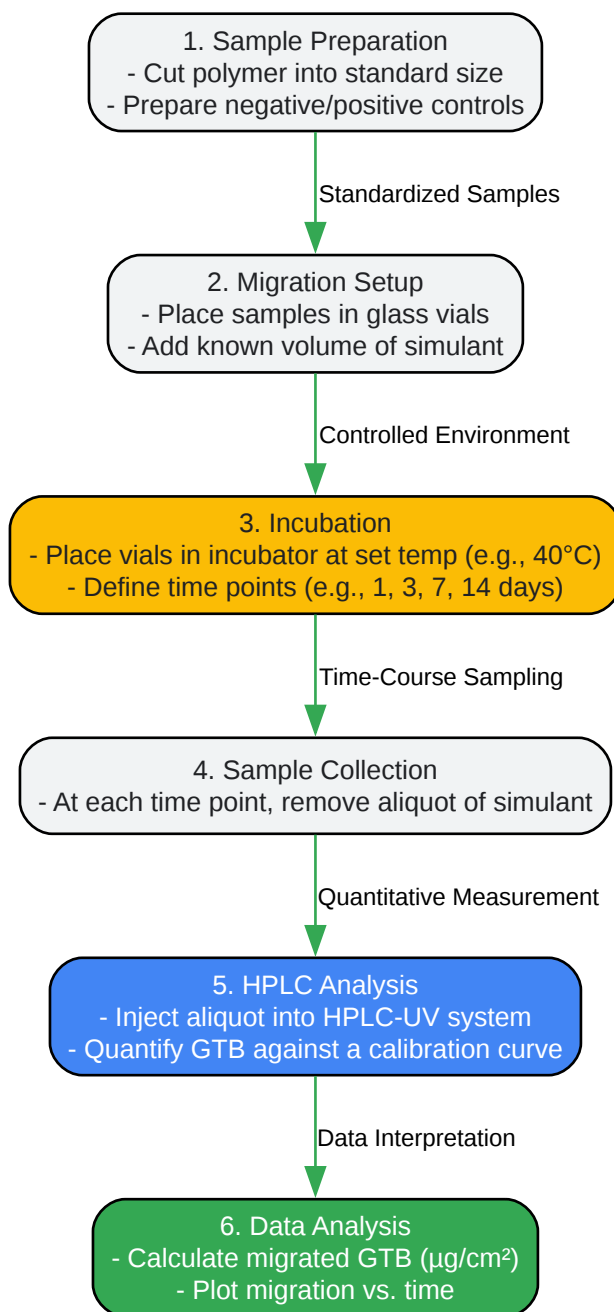 1. Sample Preparation
- Cut polymer into standard size
- Prepare negative/positive controls
Standardized Samples
2. Migration Setup
- Place samples in glass vials
- Add known volume of simulant
Controlled Environment
3. Incubation
- Place vials in incubator at set temp (e.g., 40°C)
- Define time points (e.g., 1, 3, 7, 14 days)
Time-Course Sampling
4. Sample Collection
- At each time point, remove aliquot of simulant
Quantitative Measurement
5. HPLC Analysis
- Inject aliquot into HPLC-UV system
- Quantify GTB against a calibration curve
Data Interpretation
6. Data Analysis
- Calculate migrated GTB (µg/cm²)
- Plot migration vs. time